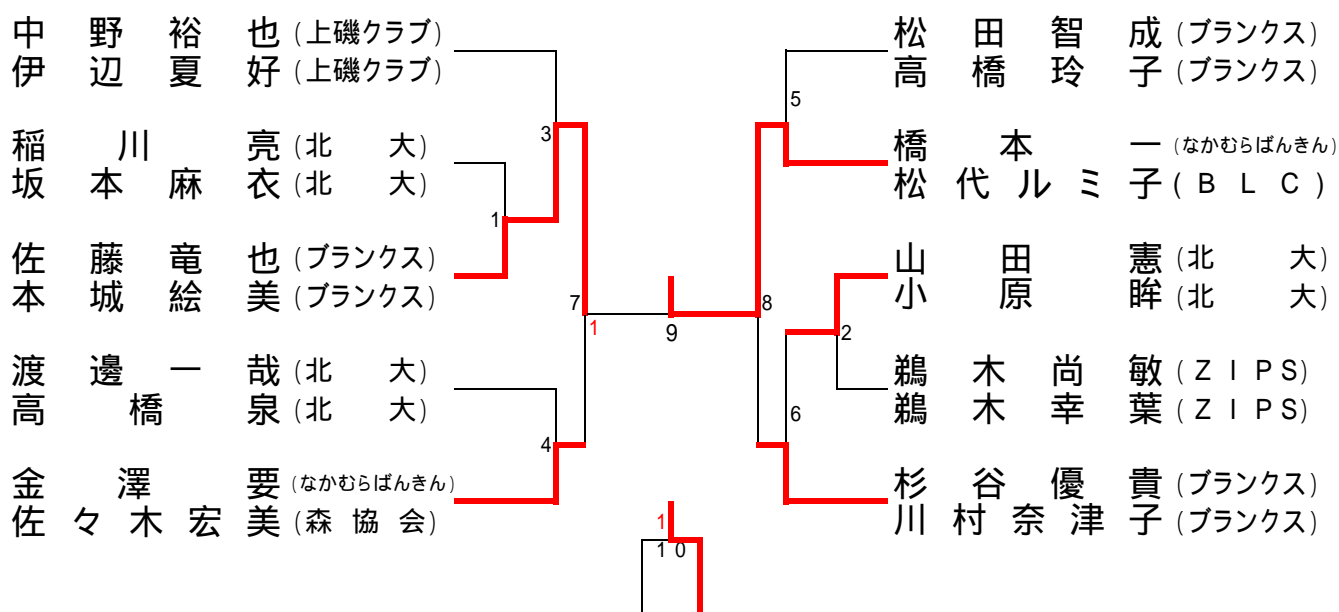 中野裕也(上磯クラブ)
伊辺夏好(上磯クラブ)
稲川亮(北大)
坂本麻衣(北大)
佐藤竜也(ブランクス)
本城絵美(ブランクス)
渡邊一哉(北大)
高橋泉(北大)
金澤要(なかむらばんきん)
佐々木宏美(森協会)
3
1
7
1
4
9
1
10
8
5
2
6
松田智成(ブランクス)
高橋玲子(ブランクス)
橋本一(なかむらばんきん)
松代ルミ子(BLC)
山田憲(北大)
小原眸(北大)
鵜木尚敏(ZIPS)
鵜木幸葉(ZIPS)
杉谷優貴(ブランクス)
川村奈津子(ブランクス)